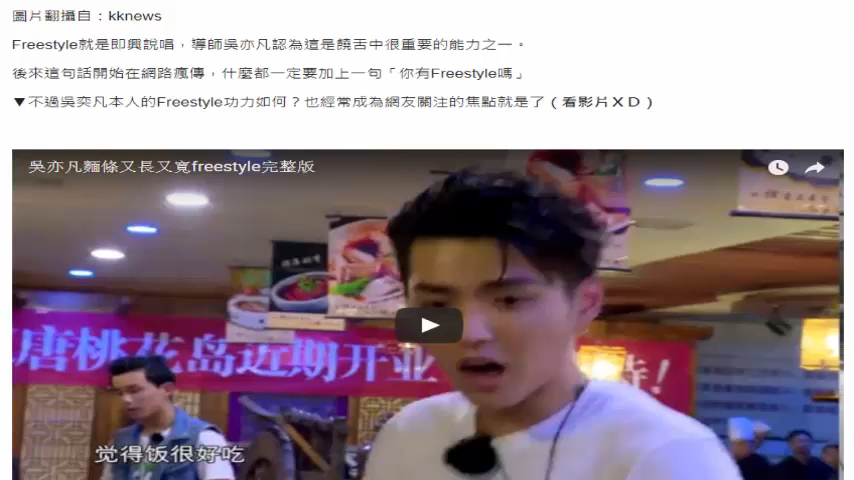 圖片翻攝自：kknews
Freestyle就是即興說唱，導師吳亦凡認為這是饒舌中很重要的能力之一。
後來這句話開始在網路瘋傳，什麼都一定要加上一句「你有Freestyle嗎」
▼不過吳奕凡本人的Freestyle功力如何？也經常成為網友關注的焦點就是了（看影片ＸＤ）
吳亦凡麵條又長又寬freestyle完整版
唐桃花岛近期开业
待！
觉得饭很好吃